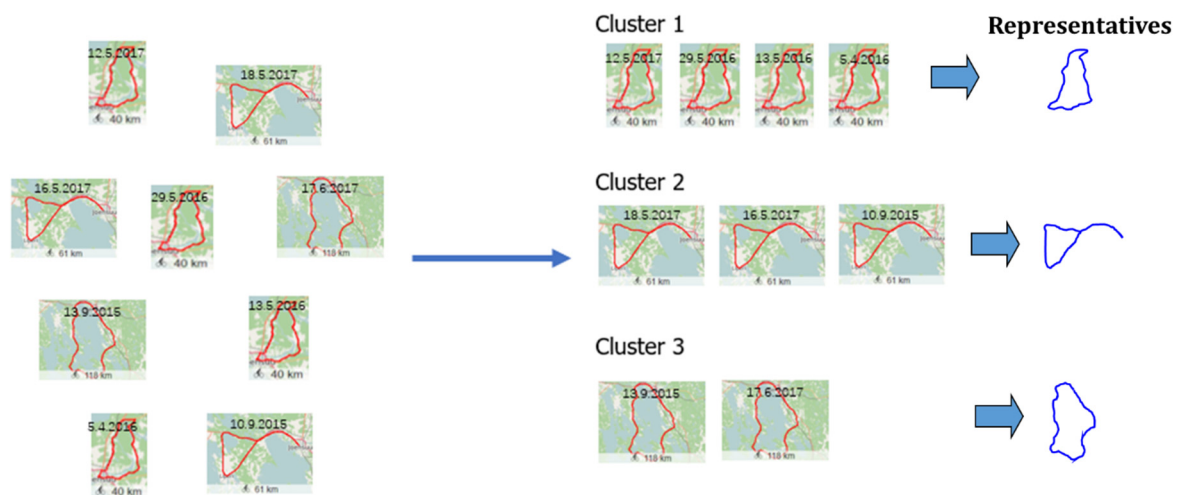 12.5.2017
40 km
18.5.2017
61 km
16.5.2017
61 km
29.5.2016
40 km
17.6.2017
118 km
13.9.2015
118 km
13.5.2016
40 km
5.4.2016
40 km
10.9.2015
61 km
Cluster 1
12.5.2017 29.5.2016 13.5.2016 5.4.2016
40 km 40 km 40 km 40 km
Cluster 2
18.5.2017 16.5.2017 10.9.2015
61 km 61 km 61 km
Cluster 3
13.9.2015 17.6.2017
118 km 118 km
Representatives